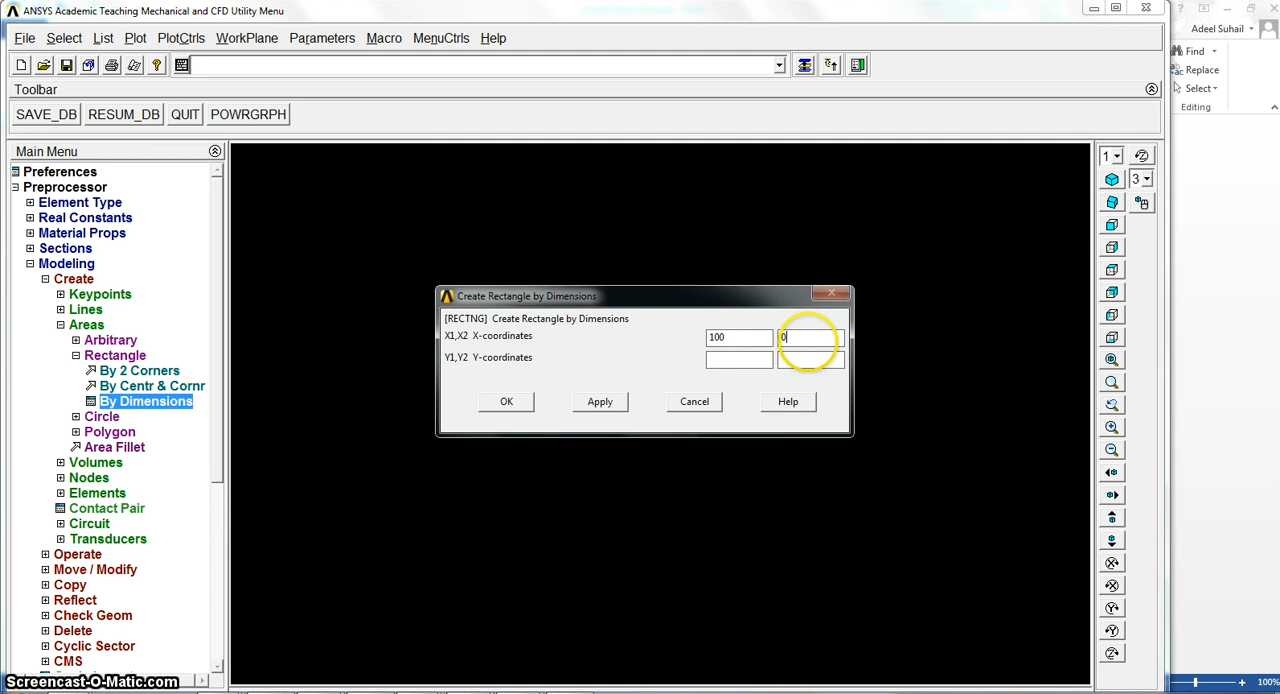 ANSYS Academic Teaching Mechanical and CFD Utility Menu
Adeel Suhail
File Select List Plot PlotCtrls WorkPlane Parameters Macro MenuCtrls Help
Find
Replace
Select
Editing
Toolbar
SAVE_DB RESUM_DB QUIT POWRGRPH
Main Menu
1
3
Preferences
Preprocessor
Element Type
Real Constants
Material Props
Sections
Modeling
Create
Keypoints
Lines
Areas
Arbitrary
Rectangle
By 2 Corners
By Centr & Cornr
By Dimensions
Circle
Polygon
Area Fillet
Volumes
Nodes
Elements
Contact Pair
Circuit
Transducers
Operate
Move / Modify
Copy
Reflect
Check Geom
Delete
Cyclic Sector
CMS
Create Rectangle by Dimensions
[RECTNG] Create Rectangle by Dimensions
X1,X2 X-coordinates 100 0
Y1,Y2 Y-coordinates
OK Apply Cancel Help
Screencast-O-Matic.com
100%